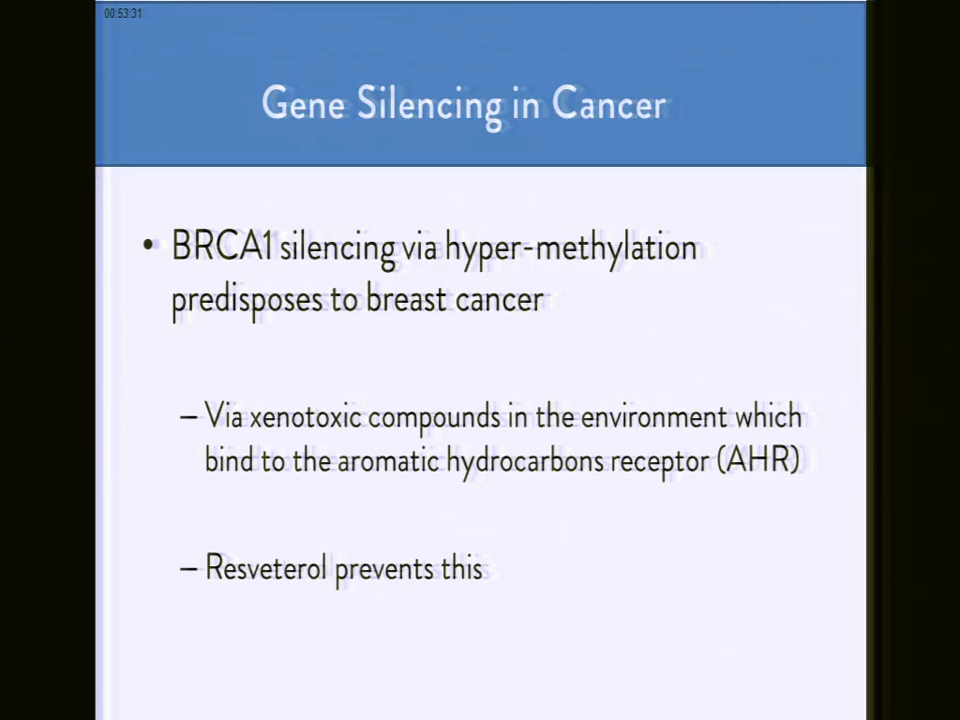 00:53:31
Gene Silencing in Cancer
• BRCA1 silencing via hyper-methylation
predisposes to breast cancer
– Via xenotoxic compounds in the environment which
bind to the aromatic hydrocarbons receptor (AHR)
– Resveterol prevents this